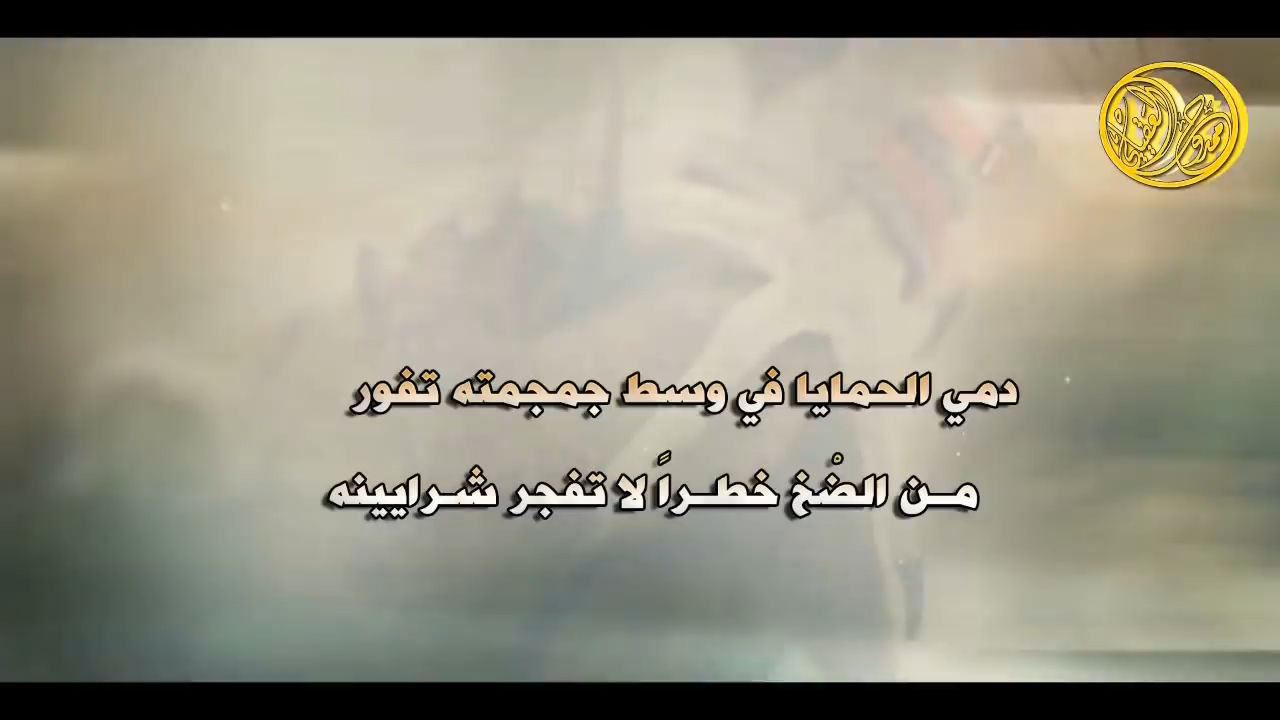 دمي الحمايا في وسط جمجمته تفور
مـن الضْخ خطـراً لا تفجر شرايينه